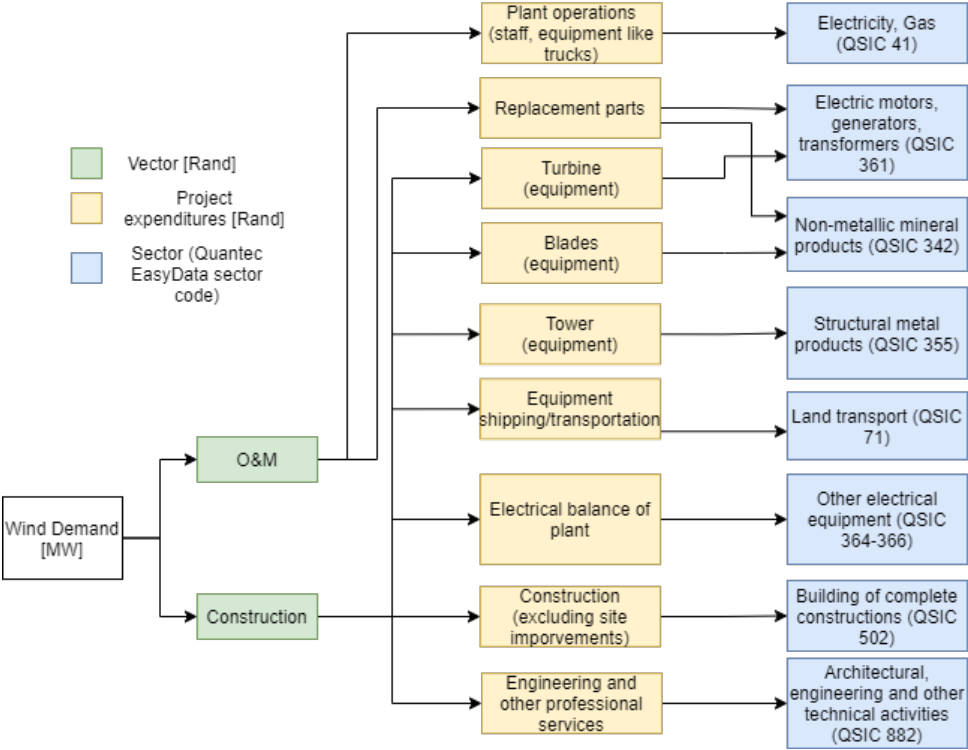 Plant operations
(staff, equipment like
trucks)
Electricity, Gas
(QSIC 41)
Replacement parts
Electric motors,
generators,
transformers (QSIC
361)
Vector [Rand]
Project
expenditures [Rand]
Sector (Quantec
EasyData sector
code)
Turbine
(equipment)
Blades
(equipment)
Non-metallic mineral
products (QSIC 342)
Tower
(equipment)
Structural metal
products (QSIC 355)
Equipment
shipping/transportation
Land transport (QSIC
71)
O&M
Wind Demand
[MW]
Electrical balance of
plant
Other electrical
equipment (QSIC
364-366)
Construction
Construction
(excluding site
imporvements)
Building of complete
constructions (QSIC
502)
Engineering and
other professional
services
Architectural,
engineering and other
technical activities
(QSIC 882)